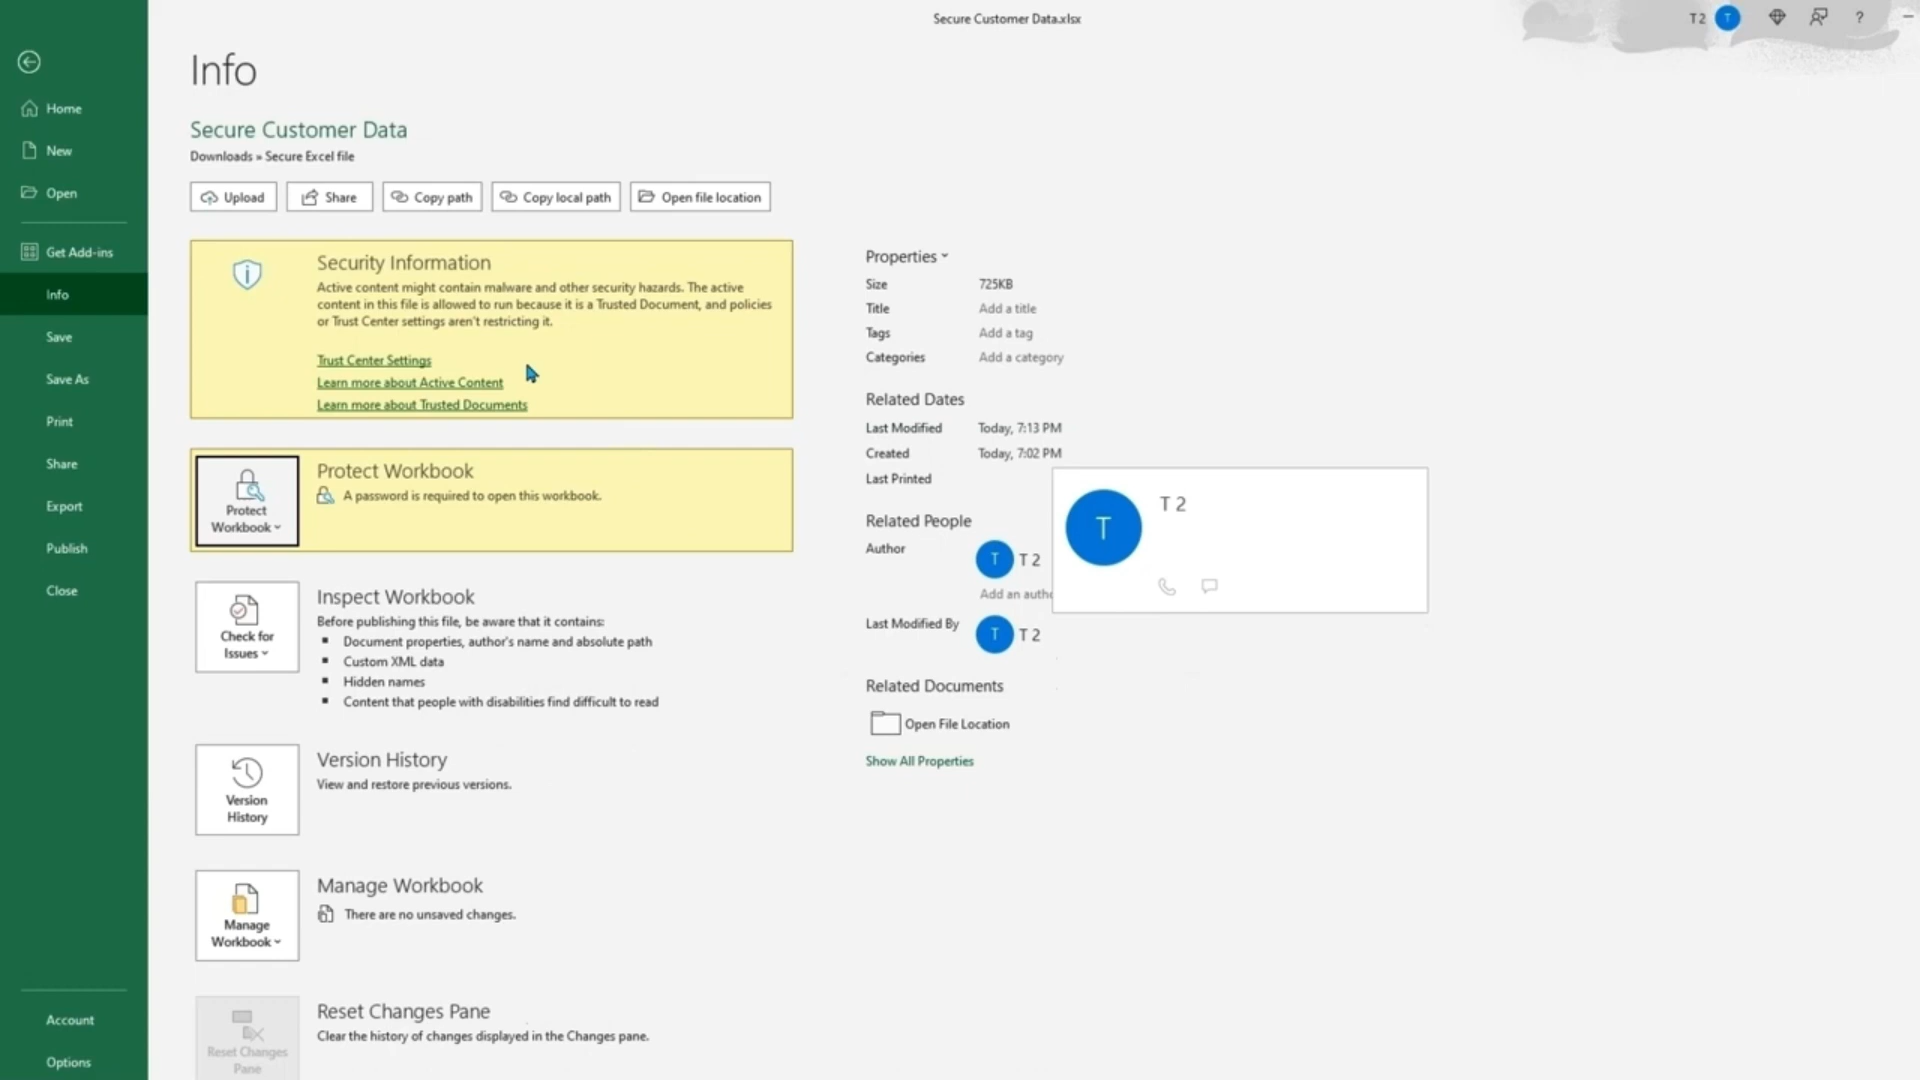 Secure Customer Data.xlsx
T 2
T
?
Home
New
Open
Get Add-ins
Info
Save
Save As
Print
Share
Export
Publish
Close
Account
Options
Info
Secure Customer Data
Downloads » Secure Excel file
Upload
Share
Copy path
Copy local path
Open file location
Security Information
Active content might contain malware and other security hazards. The active
content in this file is allowed to run because it is a Trusted Document, and policies
or Trust Center settings aren't restricting it.
Trust Center Settings
Learn more about Active Content
Learn more about Trusted Documents
Protect
Workbook
Protect Workbook
A password is required to open this workbook.
Check for
Issues
Inspect Workbook
Before publishing this file, be aware that it contains:
Document properties, author's name and absolute path
Custom XML data
Hidden names
Content that people with disabilities find difficult to read
Version
History
Version History
View and restore previous versions.
Manage
Workbook
Manage Workbook
There are no unsaved changes.
Reset Changes
Pane
Reset Changes Pane
Clear the history of changes displayed in the Changes pane.
Properties
Size 725KB
Title Add a title
Tags Add a tag
Categories Add a category
Related Dates
Last Modified Today, 7:13 PM
Created Today, 7:02 PM
Last Printed
Related People
Author T T 2
Add an autho
Last Modified By T T 2
Related Documents
Open File Location
Show All Properties
T
T 2